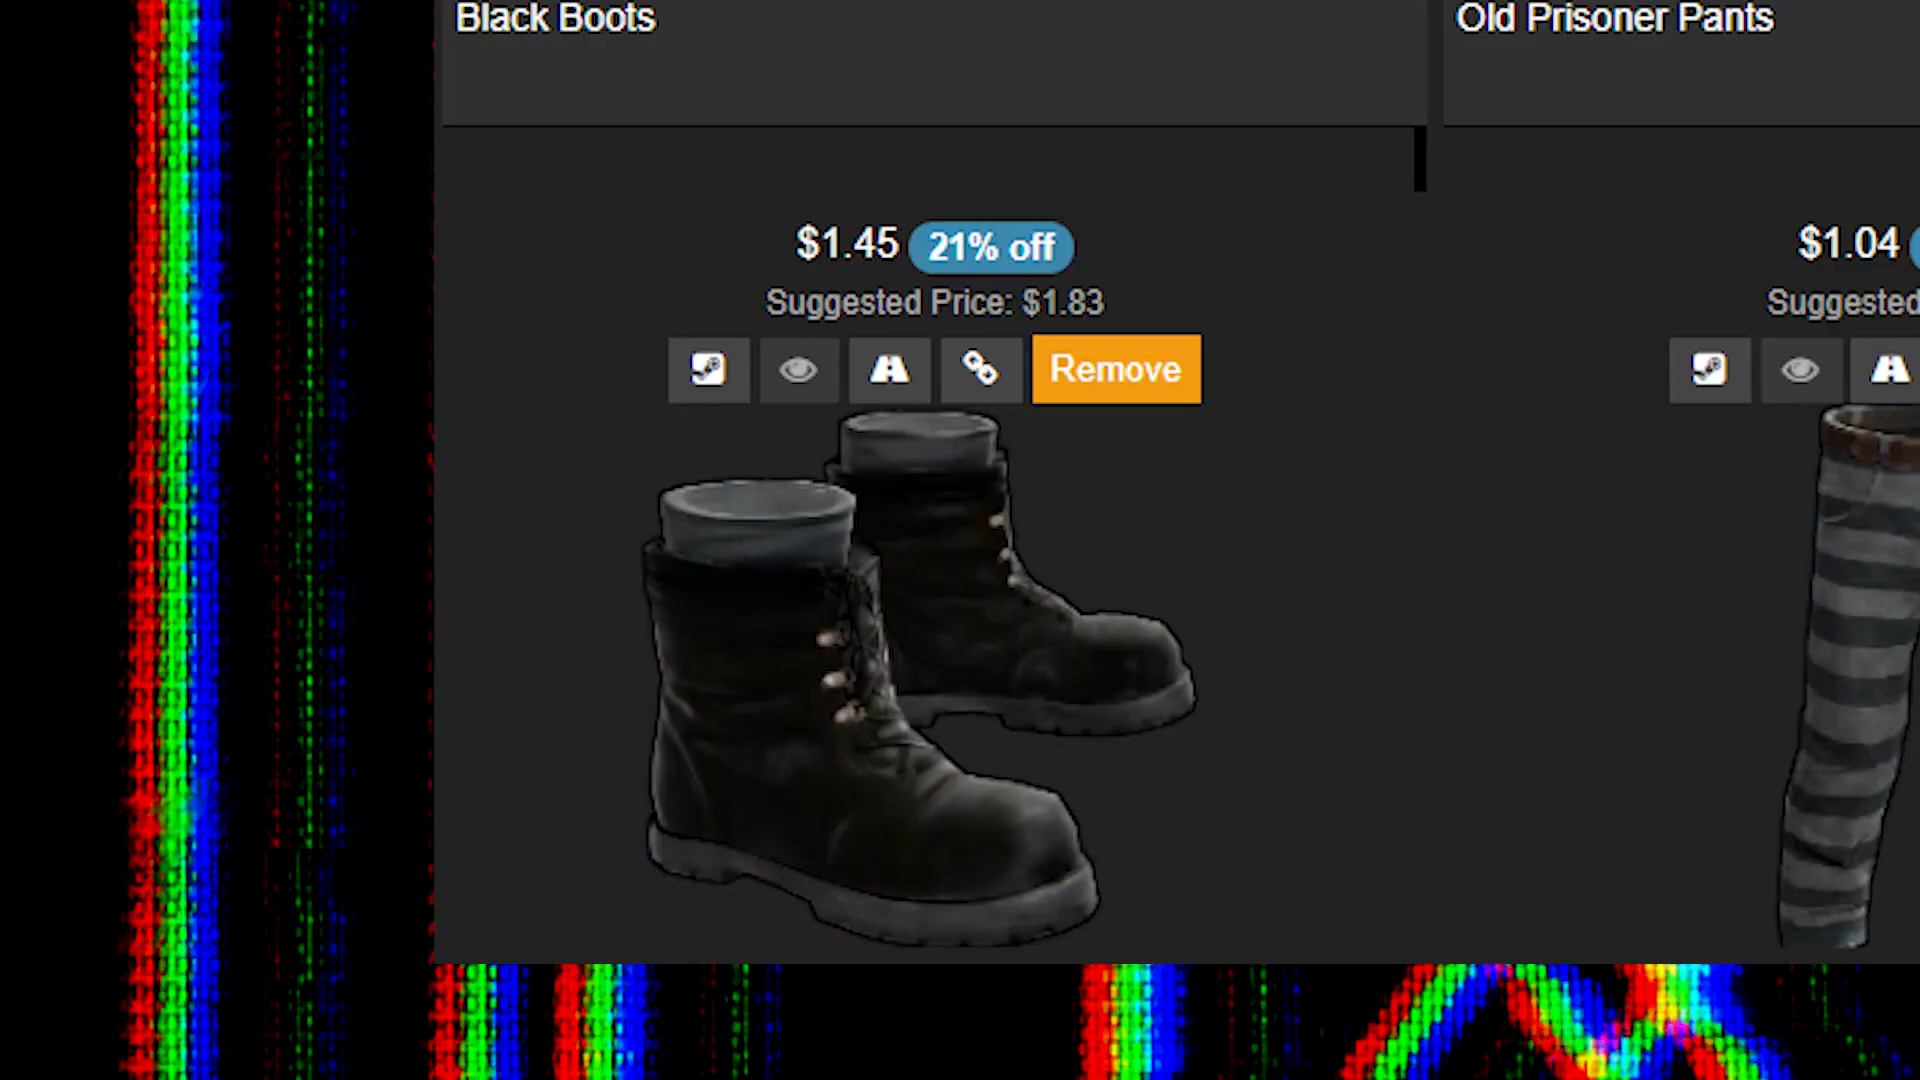 Black Boots
Old Prisoner Pants
$1.45 21% off
$1.04
Suggested Price: $1.83
Suggested
Remove